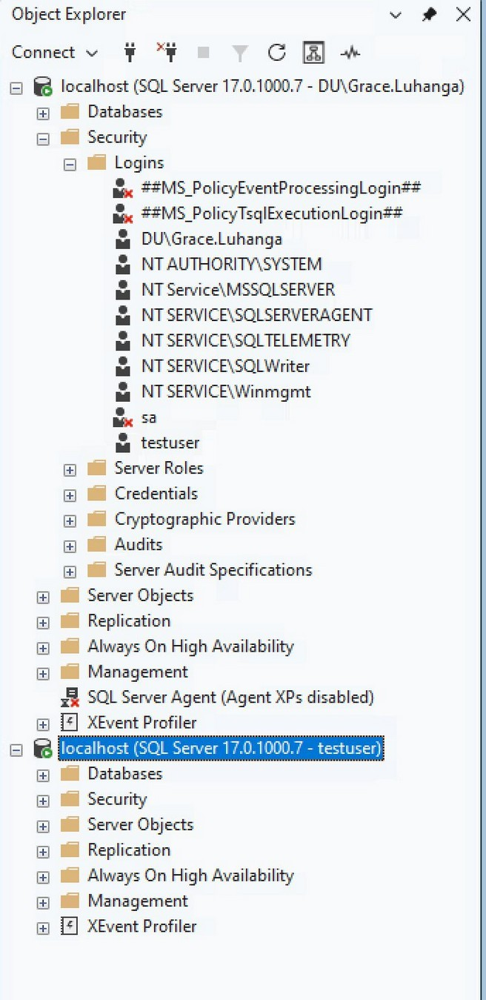 Object Explorer
Connect
localhost (SQL Server 17.0.1000.7 - DU\Grace.Luhanga)
Databases
Security
Logins
##MS_PolicyEventProcessingLogin##
##MS_PolicyTsqlExecutionLogin##
DU\Grace.Luhanga
NT AUTHORITY\SYSTEM
NT Service\MSSQLSERVER
NT SERVICE\SQLSERVERAGENT
NT SERVICE\SQLTELEMETRY
NT SERVICE\SQLWriter
NT SERVICE\Winmgmt
sa
testuser
Server Roles
Credentials
Cryptographic Providers
Audits
Server Audit Specifications
Server Objects
Replication
Always On High Availability
Management
SQL Server Agent (Agent XPs disabled)
XEvent Profiler
localhost (SQL Server 17.0.1000.7 - testuser)
Databases
Security
Server Objects
Replication
Always On High Availability
Management
XEvent Profiler